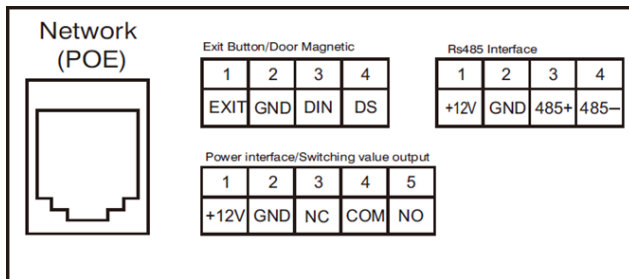 Network
(POE)
Exit Button/Door Magnetic
1 2 3 4
EXIT GND DIN DS
Rs485 Interface
1 2 3 4
+12V GND 485+ 485−
Power interface/Switching value output
1 2 3 4 5
+12V GND NC COM NO